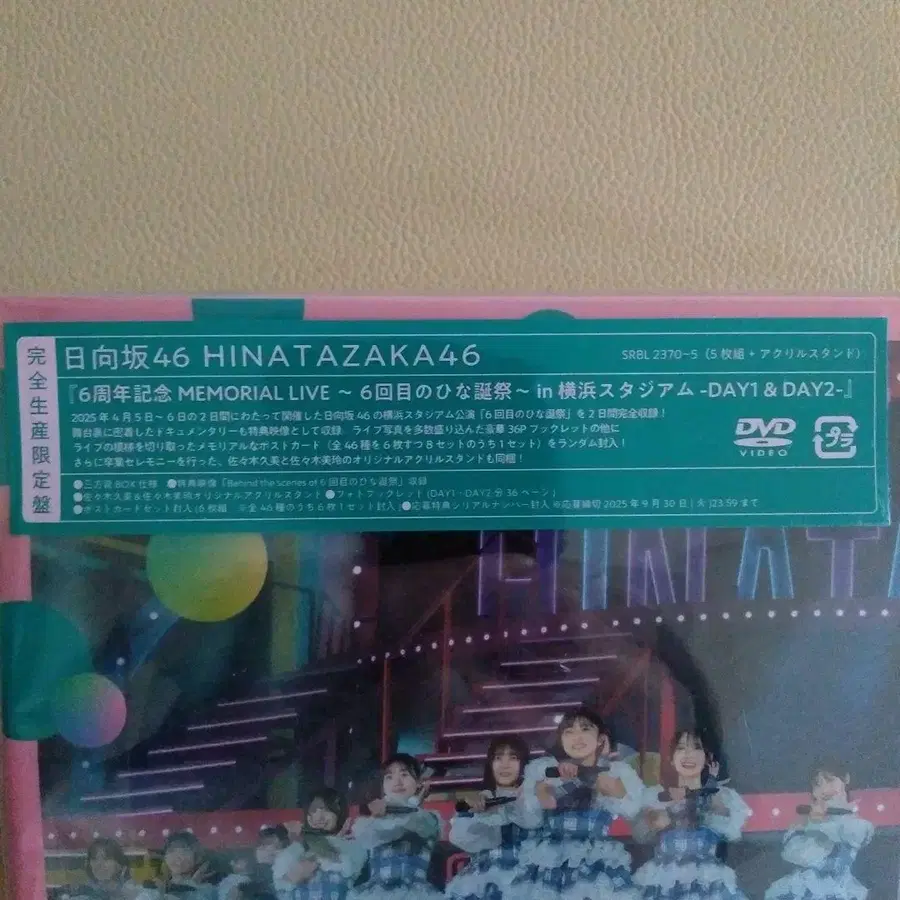 完全生産限定盤
日向坂46 HINATAZAKA46
SRBL 2370-5 (5枚組 + アクリルスタンド)
『6周年記念 MEMORIAL LIVE ～ 6回目のひな誕祭 ～ in 横浜スタジアム -DAY1 & DAY2-』
2025年4月5日～6日の2日間にわたって開催した日向坂46の横浜スタジアム公演「6回目のひな誕祭」を2日間完全収録！
舞台裏に密着したドキュメンタリーも特典映像として収録。ライブ写真を多数盛り込んだ豪華36Pブックレットの他に
ライブの模様を切り取ったメモリアルなポストカード (全46種を6枚ずつ8セットのうち1セット) をランダム封入！
さらに卒業セレモニーを行った、佐々木久美と佐々木美玲のオリジナルアクリルスタンドも同梱！
DVD
VIDEO
プラ
●三方背BOX仕様 ●特典映像「Behind the scenes of 6回目のひな誕祭」収録
●佐々木久美&佐々木美玲オリジナルアクリルスタンド ●フォトブックレット (DAY1・DAY2分36ページ)
●ポストカードセット封入 (6枚組 ※全46種のうち6枚1セット封入) ●応募特典シリアルナンバー封入 ※応募締切2025年9月30日(火)23:59まで
HINATA